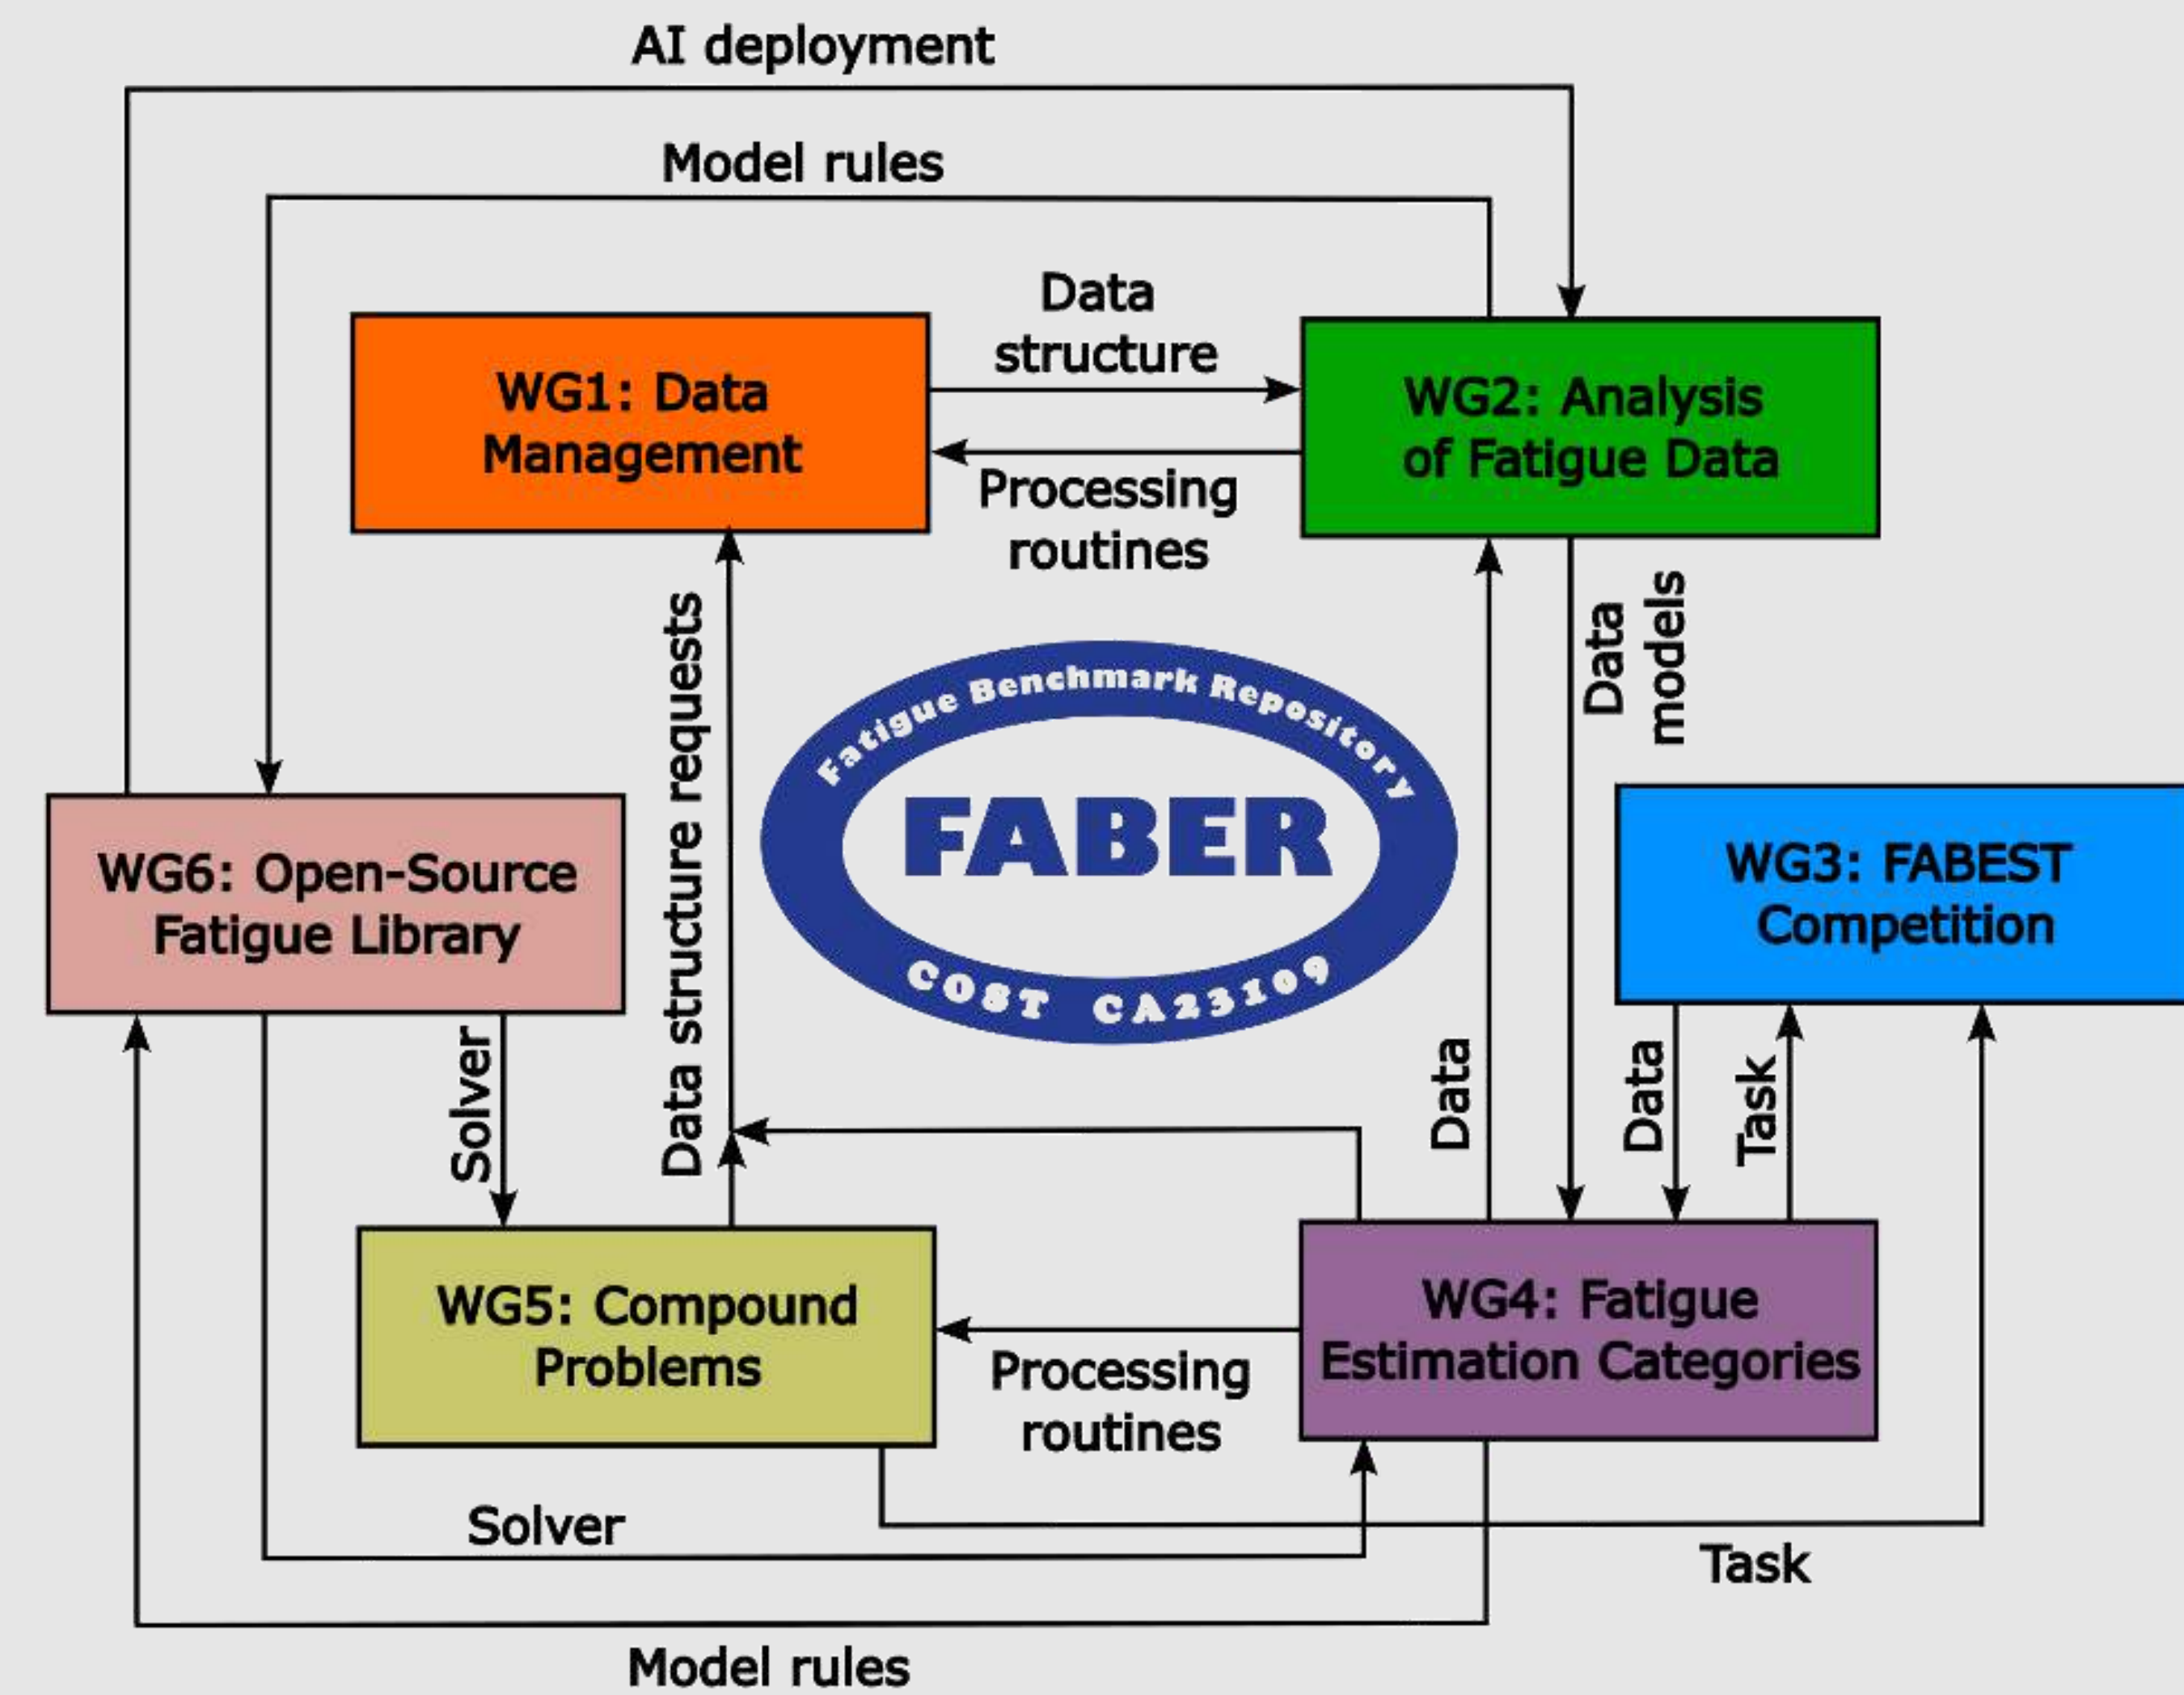 AI deployment
Model rules
Data
structure
WG1: Data
Management
WG2: Analysis
of Fatigue Data
Processing
routines
Data structure requests
Data
models
Fatigue Benchmark Repository
FABER
COST CA23109
WG6: Open-Source
Fatigue Library
WG3: FABEST
Competition
Solver
Data
Data
Task
WG5: Compound
Problems
WG4: Fatigue
Estimation Categories
Processing
routines
Solver
Task
Model rules